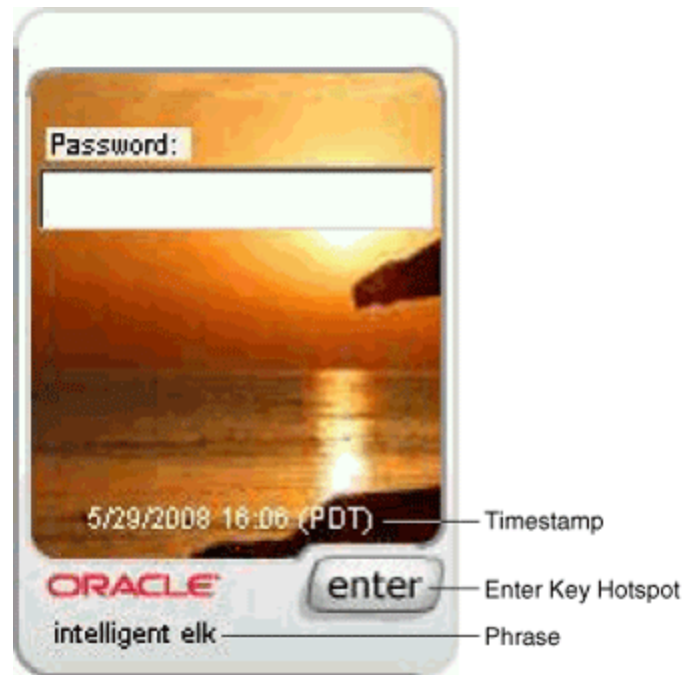 Password:
5/29/2008 16:06 (PDT)
Timestamp
ORACLE
enter
Enter Key Hotspot
intelligent elk
Phrase